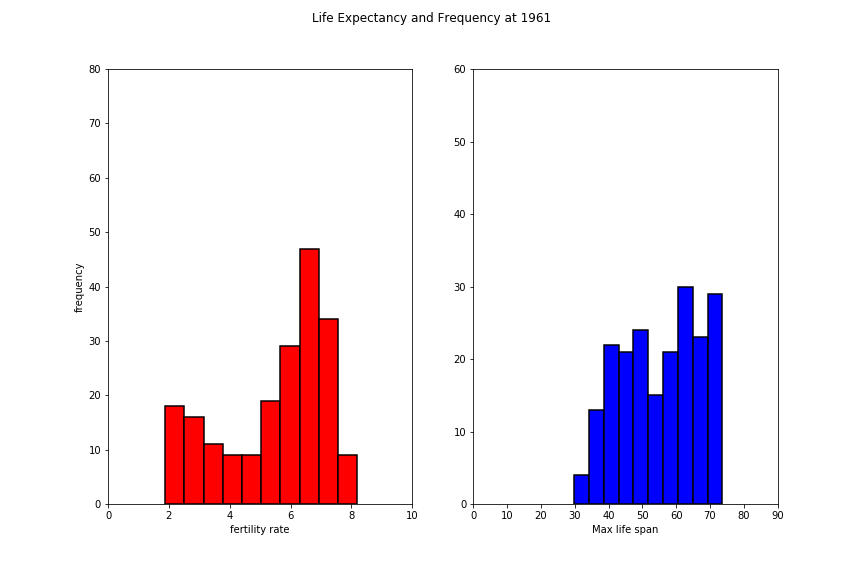 Life Expectancy and Frequency at 1961
80
70
60
50
40
30
20
10
0
frequency
0 2 4 6 8 10
fertility rate
60
50
40
30
20
10
0
0 10 20 30 40 50 60 70 80 90
Max life span